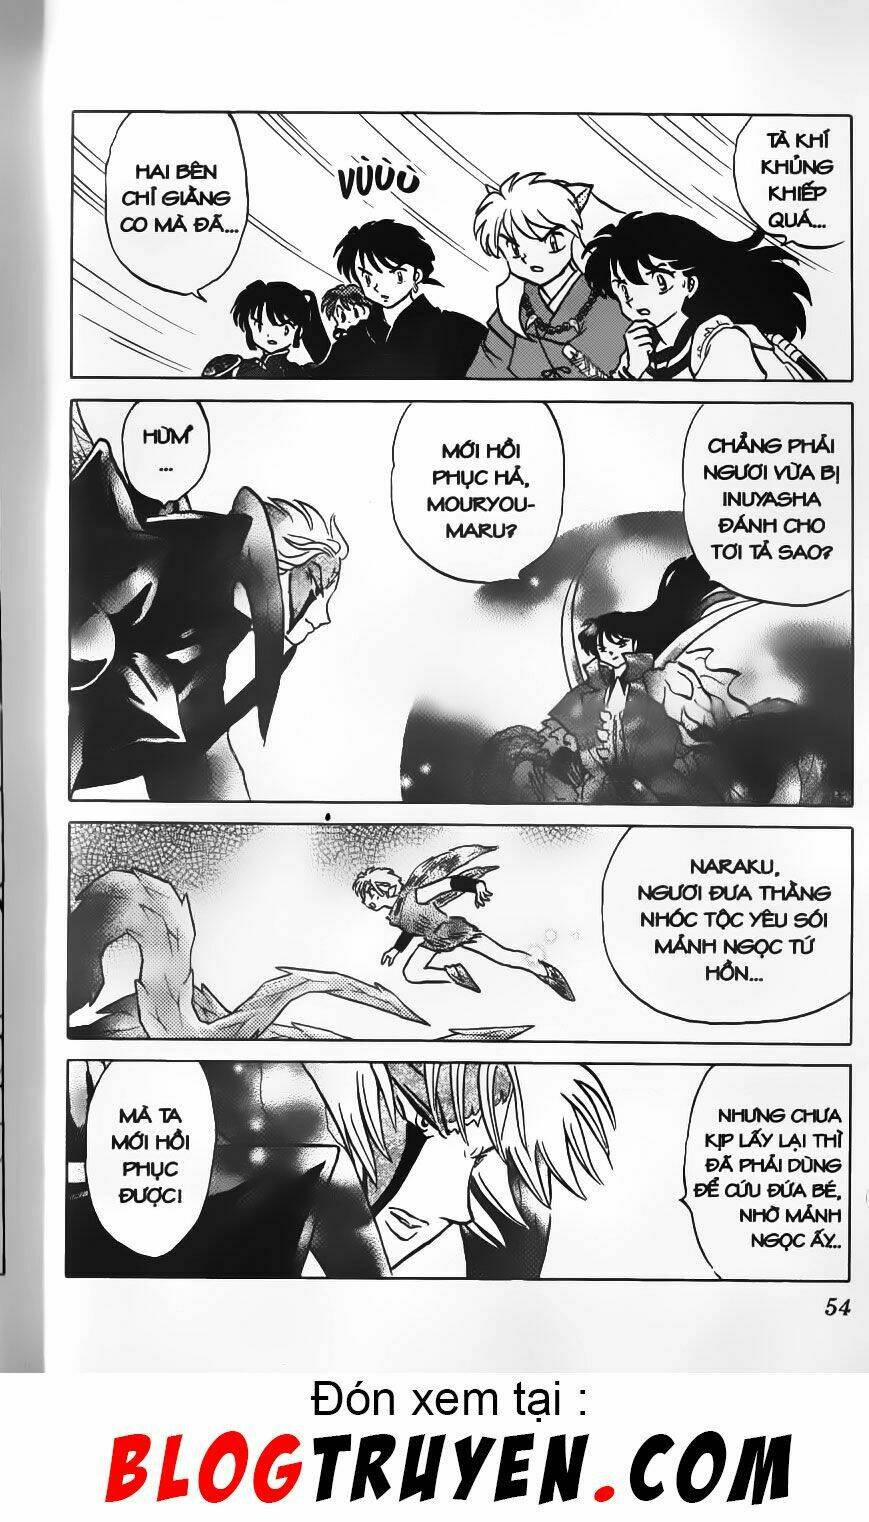 TÀ KHÍ
KHỦNG
KHIẾP
QUÁ...
VÙÙÙ
HAI BÊN
CHỈ GIẰNG
CO MÀ ĐÃ...
CHẲNG PHẢI
NGƯƠI VỪA BỊ
INUYASHA
ĐÁNH CHO
TƠI TẢ SAO?
MỚI HỒI
PHỤC HẢ,
MOURYOU-
MARU?
HỪM
...
NARAKU,
NGƯƠI ĐƯA THẰNG
NHÓC TỘC YÊU SÓI
MẢNH NGỌC TỨ
HỒN...
NHƯNG CHƯA
KỊP LẤY LẠI THÌ
ĐÃ PHẢI DÙNG
ĐỂ CỨU ĐỨA BÉ,
NHỜ MẢNH
NGỌC ẤY...
MÀ TA
MỚI HỒI
PHỤC
ĐƯỢC!
54
Đón xem tại :
BLOGTRUYEN.COM